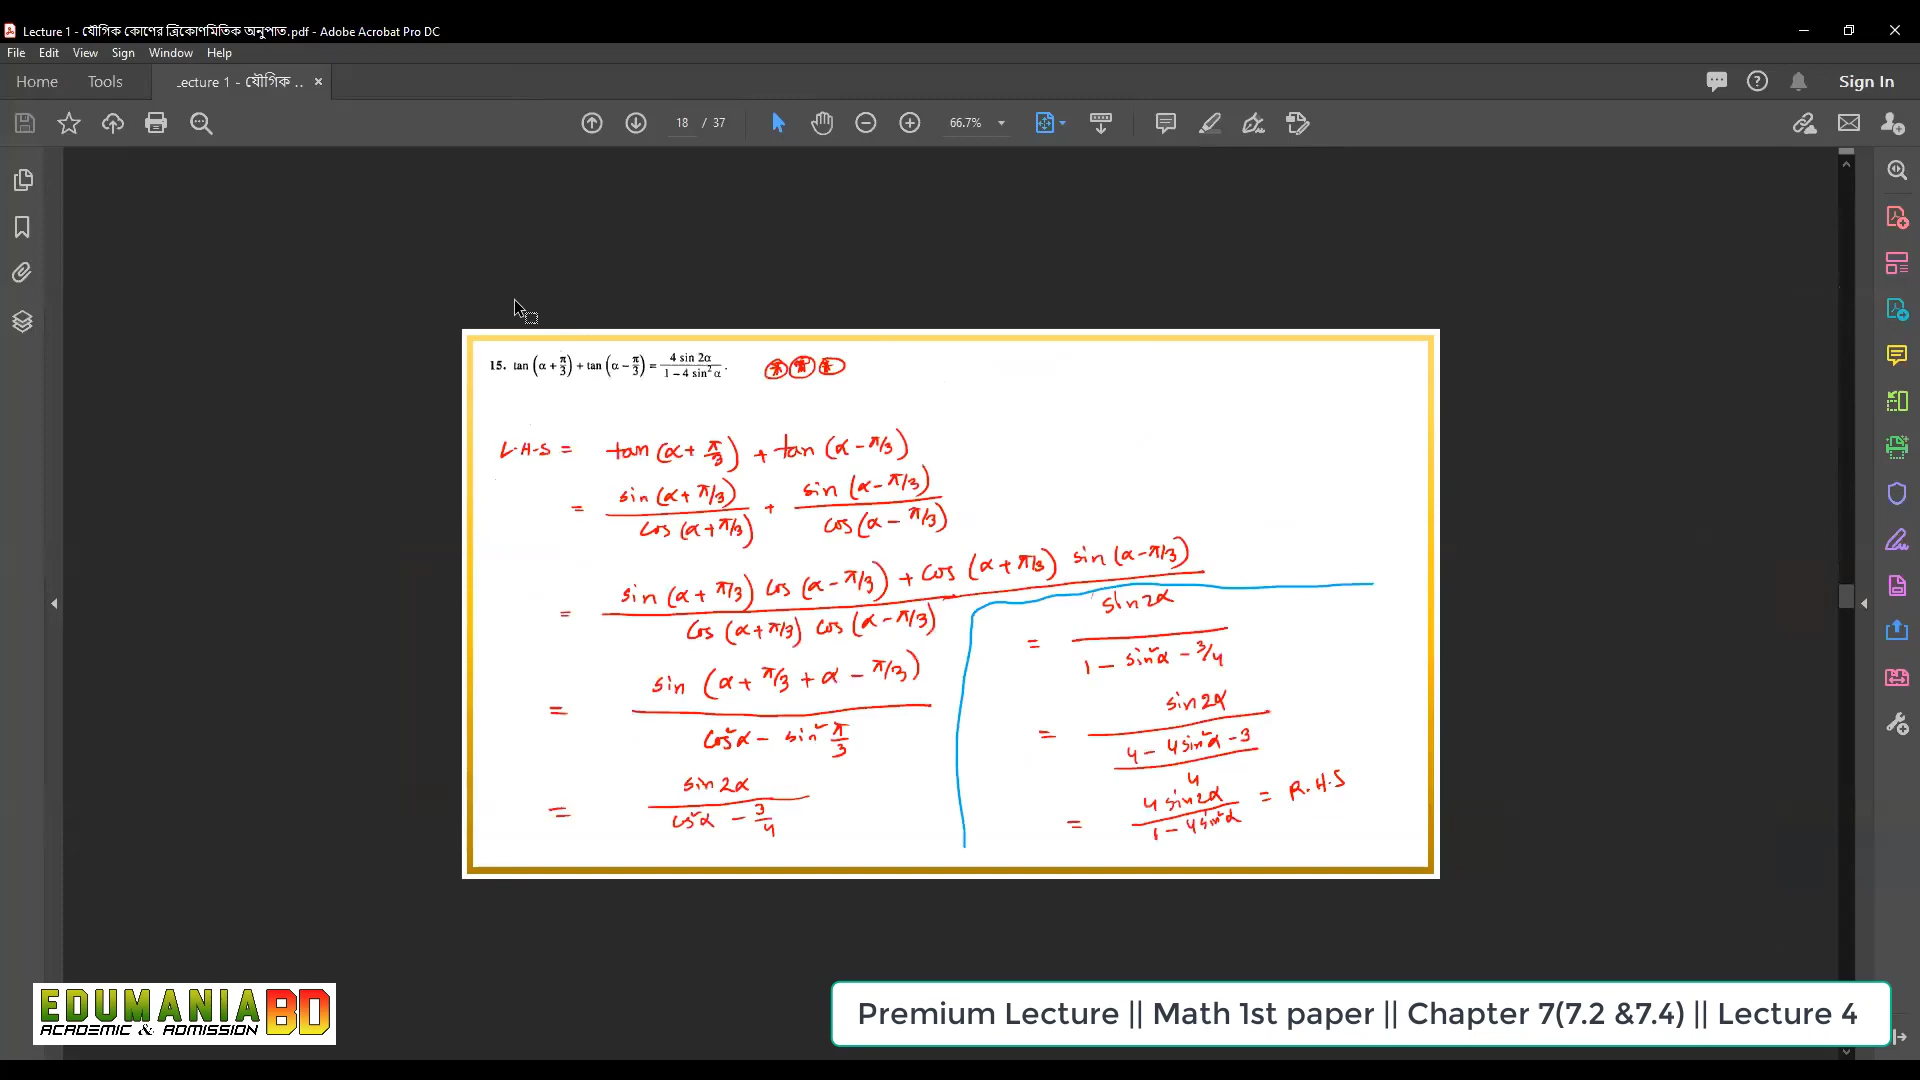 Lecture 1 - যৌগিক কোণের ত্রিকোণমিতিক অনুপাত.pdf - Adobe Acrobat Pro DC
File Edit View Sign Window Help
Home Tools Lecture 1 - যৌগিক .. × Sign In
18 / 37 66.7%
15. tan (α + π/3) + tan (α − π/3) = 4 sin 2α / 1 − 4 sin² α .
L.H.S = tan (α + π/3) + tan (α − π/3)
= sin (α + π/3) / cos (α + π/3) + sin (α − π/3) / cos (α − π/3)
= sin (α + π/3) cos (α − π/3) + cos (α + π/3) sin (α − π/3) / cos (α + π/3) cos (α − π/3)
= sin (α + π/3 + α − π/3) / cos²α − sin² π/3
= sin 2α / cos²α − 3/4
= sin 2α / 1 − sin²α − 3/4
= sin 2α / 4 − 4 sin²α − 3 / 4
= 4 sin 2α / 1 − 4 sin²α = R.H.S
EDUMANIA BD
ACADEMIC & ADMISSION
Premium Lecture || Math 1st paper || Chapter 7(7.2 &7.4) || Lecture 4